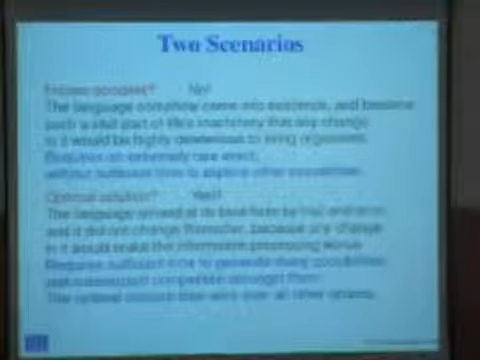 Two Scenarios
Frozen accident? No!
The language somehow came into existence, and became
such a vital part of life's machinery that any change
in it would be highly deleterious to living organisms.
Requires an extremely rare event,
without sufficient time to explore other possibilities.
Optimal solution? Yes!
The language arrived at its best form by trial and error,
and it did not change thereafter, because any change
in it would make the information processing worse.
Requires sufficient time to generate many possibilities
and subsequent competition amongst them.
The optimal solution wins over all other options.